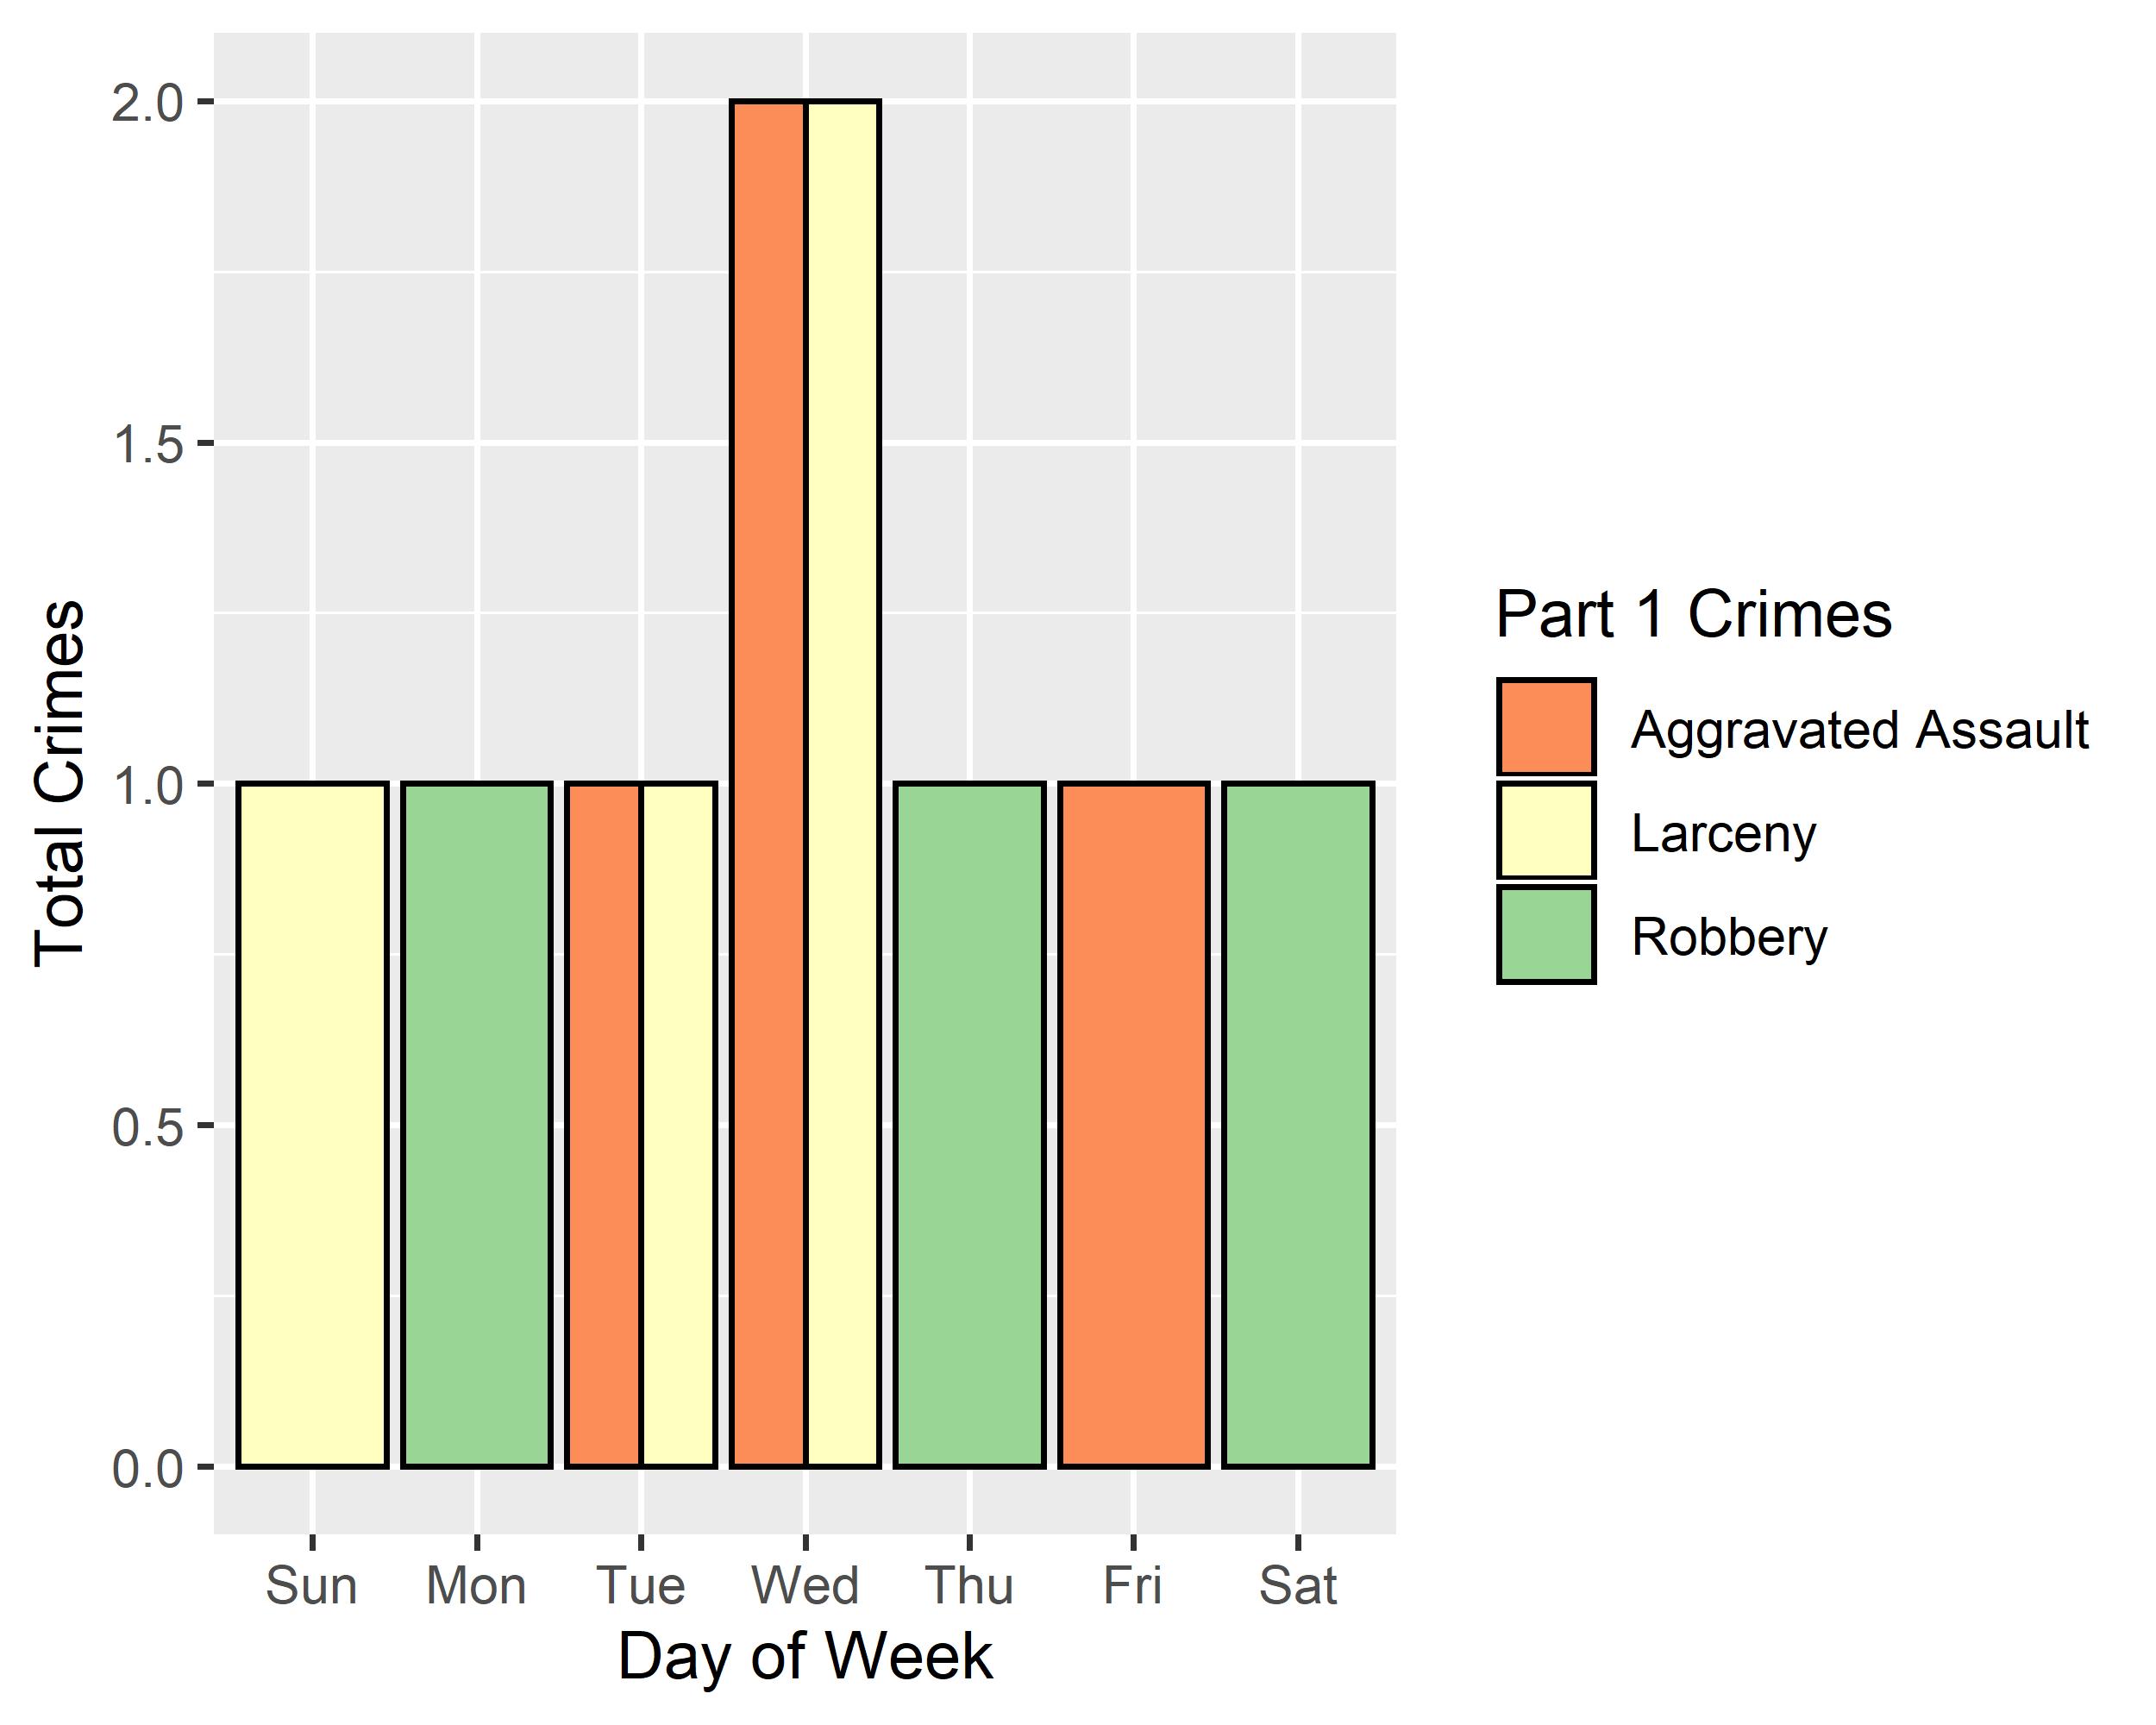 2.0
1.5
1.0
0.5
0.0
Total Crimes
Sun Mon Tue Wed Thu Fri Sat
Day of Week
Part 1 Crimes
Aggravated Assault
Larceny
Robbery